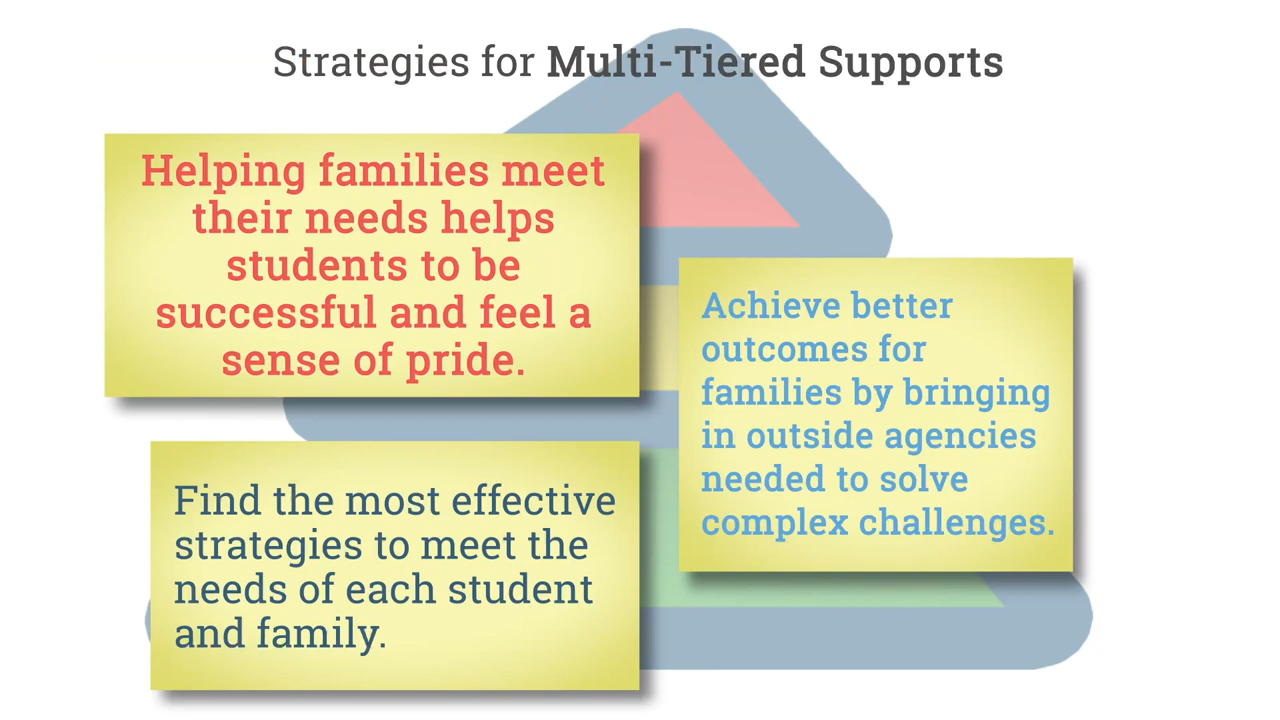 Strategies for Multi-Tiered Supports
Helping families meet
their needs helps
students to be
successful and feel a
sense of pride.
Achieve better
outcomes for
families by bringing
in outside agencies
needed to solve
complex challenges.
Find the most effective
strategies to meet the
needs of each student
and family.